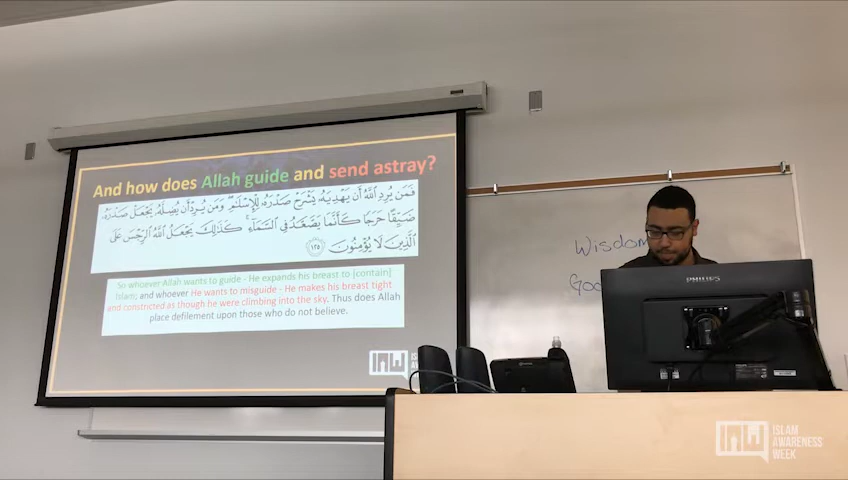 And how does Allah guide and send astray?
فَمَن يُرِدِ ٱللَّهُ أَن يَهْدِيَهُۥ يَشْرَحْ صَدْرَهُۥ لِلْإِسْلَٰمِ ۖ وَمَن يُرِدْ أَن يُضِلَّهُۥ يَجْعَلْ صَدْرَهُۥ
ضَيِّقًا حَرَجًا كَأَنَّمَا يَصَّعَّدُ فِى ٱلسَّمَآءِ ۚ كَذَٰلِكَ يَجْعَلُ ٱللَّهُ ٱلرِّجْسَ عَلَى
ٱلَّذِينَ لَا يُؤْمِنُونَ ١٢٥
So whoever Allah wants to guide - He expands his breast to [contain]
Islam; and whoever He wants to misguide - He makes his breast tight
and constricted as though he were climbing into the sky. Thus does Allah
place defilement upon those who do not believe.
Wisdom
PHILIPS
ISLAM
AWARENESS
WEEK